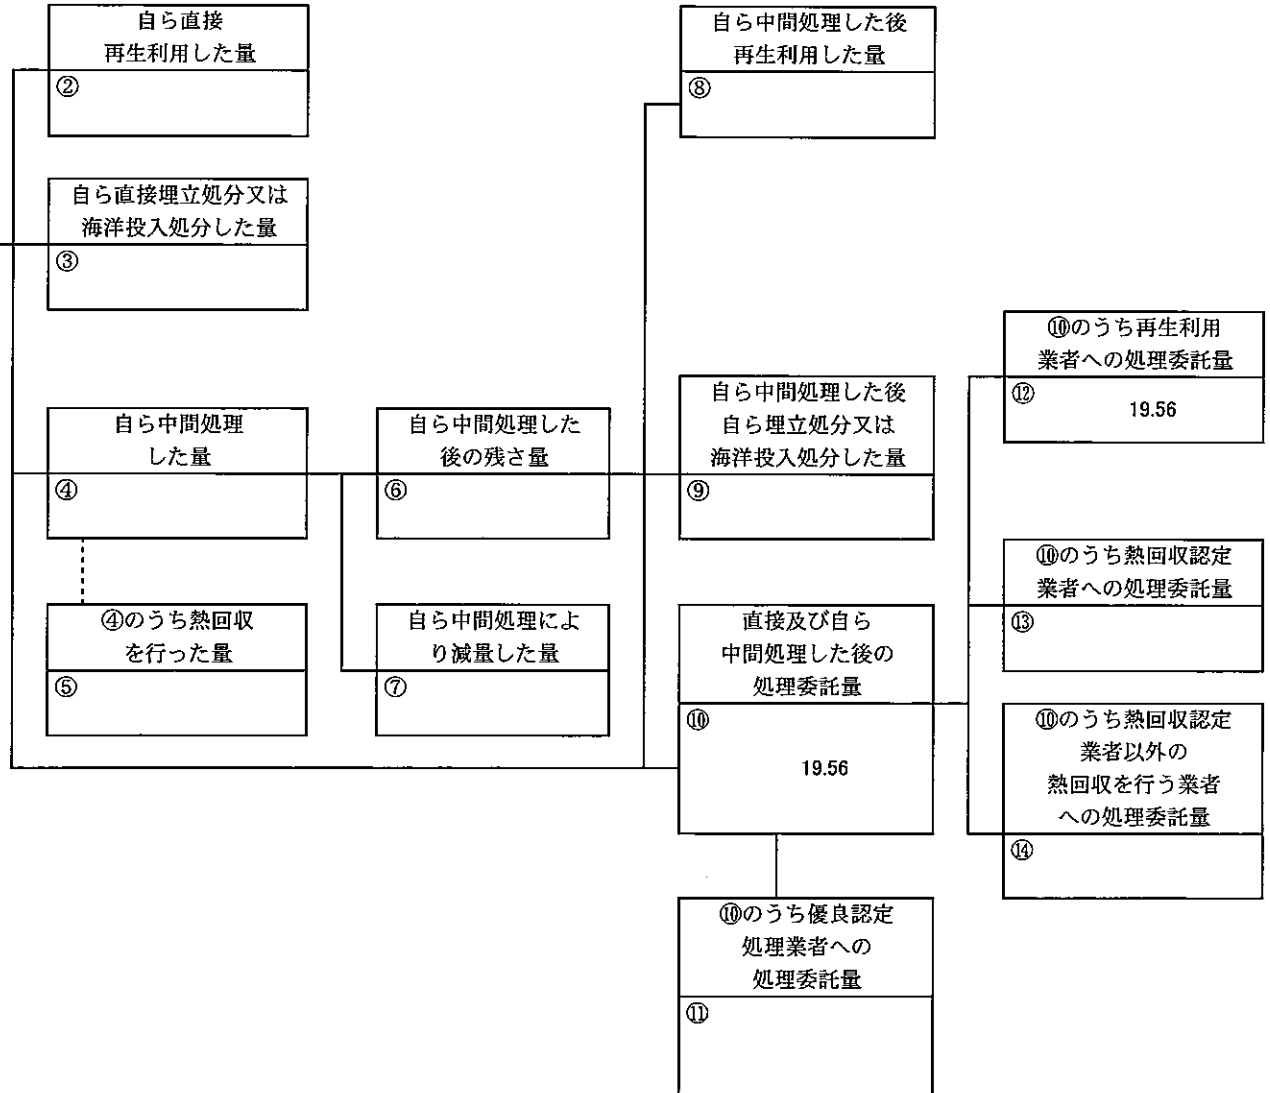 自ら直接
再生利用した量
②
自ら中間処理した後
再生利用した量
⑧
自ら直接埋立処分又は
海洋投入処分した量
③
⑩のうち再生利用
業者への処理委託量
⑫
19.56
自ら中間処理
した量
④
自ら中間処理した
後の残さ量
⑥
自ら中間処理した後
自ら埋立処分又は
海洋投入処分した量
⑨
⑩のうち熱回収認定
業者への処理委託量
⑬
④のうち熱回収
を行った量
⑤
自ら中間処理によ
り減量した量
⑦
直接及び自ら
中間処理した後の
処理委託量
⑩
19.56
⑩のうち熱回収認定
業者以外の
熱回収を行う業者
への処理委託量
⑭
⑩のうち優良認定
処理業者への
処理委託量
⑪